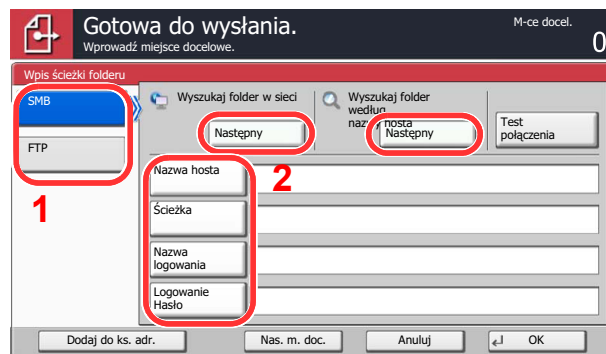 Gotowa do wysłania.
M-ce docel.
Wprowadź miejsce docelowe.
0
Wpis ścieżki folderu
SMB
FTP
1
Wyszukaj folder w sieci
Następny
Wyszukaj folder
według
nazwy hosta
Następny
Test
połączenia
Nazwa hosta
2
Ścieżka
Nazwa
logowania
Logowanie
Hasło
Dodaj do ks. adr.
Nas. m. doc.
Anuluj
OK